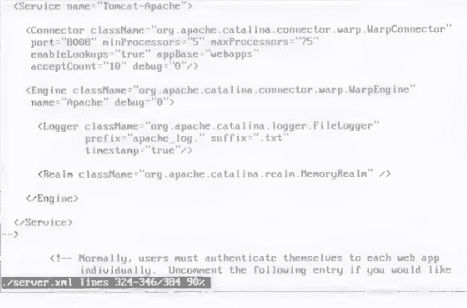 <Service name="Tomcat-Apache">
<Connector className="org.apache.catalina.connector.warp.WarpConnector"
port="8008" minProcessors="5" maxProcessors="75"
enableLookups="true" appBase="webapps"
acceptCount="10" debug="0"/>
<Engine className="org.apache.catalina.connector.warp.WarpEngine"
name="Apache" debug="0">
<Logger className="org.apache.catalina.logger.FileLogger"
prefix="apache_log." suffix=".txt"
timestamp="true"/>
<Realm className="org.apache.catalina.realm.MemoryRealm" />
</Engine>
</Service>
-->
<!-- Normally, users must authenticate themselves to each web app
individually. Uncomment the following entry if you would like
./server.xml lines 324-346/384 90%